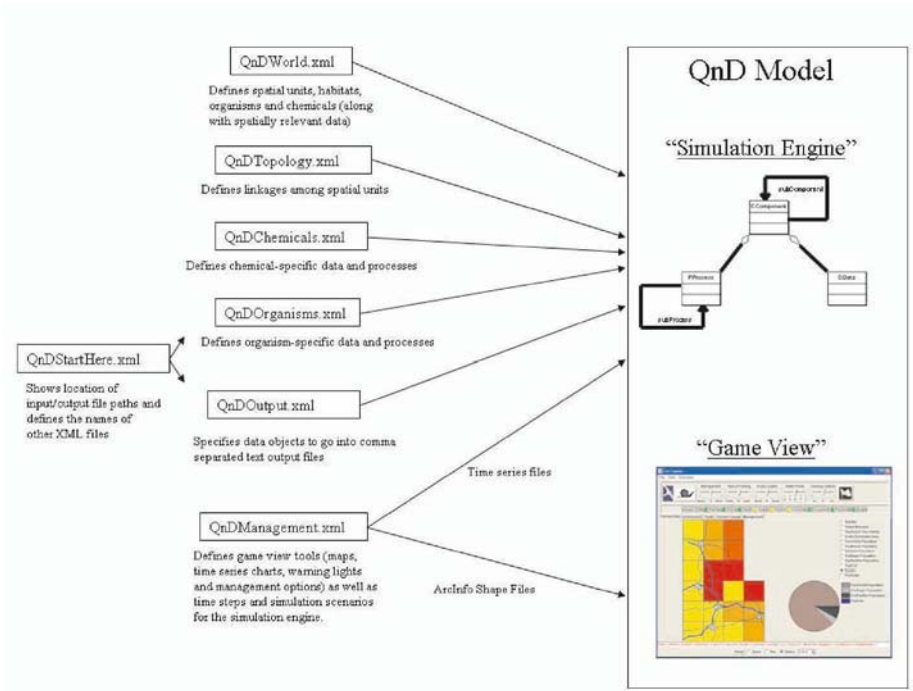 QnDWorld.xml
Defines spatial units, habitats,
organisms and chemicals (along
with spatially relevant data)
QnDTopology.xml
Defines linkages among spatial units
QnDChemicals.xml
Defines chemical-specific data and processes
QnDOrganisms.xml
Defines organism-specific data and processes
QnDStartHere.xml
Shows location of
input/output file paths and
defines the names of
other XML files
QnDOutput.xml
Specifies data objects to go into comma
separated text output files
QnDManagement.xml
Defines game view tools (maps,
time series charts, warning lights
and management options) as well as
time steps and simulation scenarios
for the simulation engine.
Time series files
ArcInfo Shape Files
QnD Model
“Simulation Engine”
subComponent
CComponent
PProcess
DData
subProcess
“Game View”